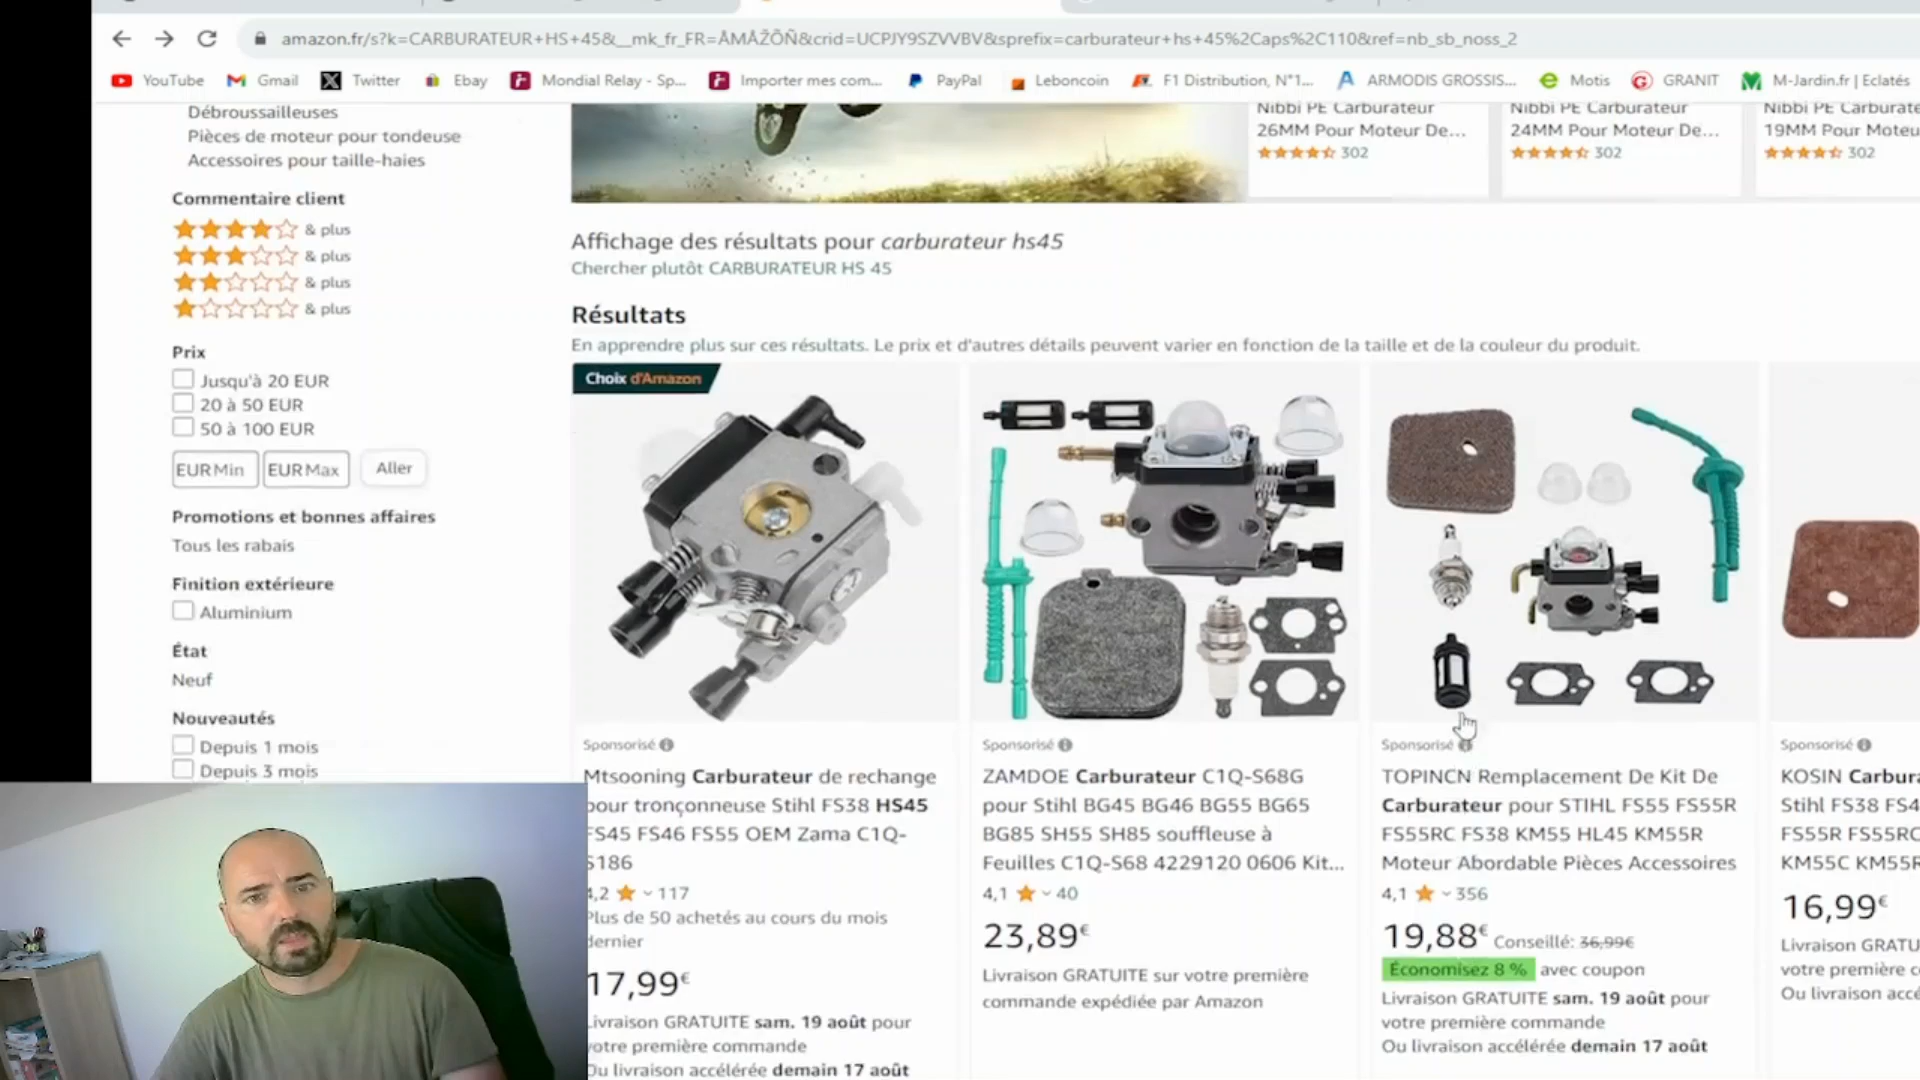 amazon.fr/s?k=CARBURATEUR+HS+45&__mk_fr_FR=ÅMÅŽÕÑ&crid=UCPJY9SZVVBV&sprefix=carburateur+hs+45%2Caps%2C110&ref=nb_sb_noss_2
YouTube Gmail Twitter Ebay Mondial Relay - Sp... Importer mes com... PayPal Leboncoin F1 Distribution, N°1... ARMODIS GROSSIS... Motis GRANIT M-Jardin.fr | Eclatés
Débroussailleuses
Pièces de moteur pour tondeuse
Accessoires pour taille-haies
Commentaire client
& plus
& plus
& plus
& plus
Prix
Jusqu'à 20 EUR
20 à 50 EUR
50 à 100 EUR
EUR Min EUR Max Aller
Promotions et bonnes affaires
Tous les rabais
Finition extérieure
Aluminium
État
Neuf
Nouveautés
Depuis 1 mois
Depuis 3 mois
Nibbi PE Carburateur
26MM Pour Moteur De...
302
Nibbi PE Carburateur
24MM Pour Moteur De...
302
Nibbi PE Carburate
19MM Pour Moteu
302
Affichage des résultats pour carburateur hs45
Chercher plutôt CARBURATEUR HS 45
Résultats
En apprendre plus sur ces résultats. Le prix et d'autres détails peuvent varier en fonction de la taille et de la couleur du produit.
Choix d'Amazon
Sponsorisé
Mtsooning Carburateur de rechange
pour tronçonneuse Stihl FS38 HS45
FS45 FS46 FS55 OEM Zama C1Q-
S186
4,2 117
Plus de 50 achetés au cours du mois
dernier
17,99€
Livraison GRATUITE sam. 19 août pour
votre première commande
Ou livraison accélérée demain 17 août
Sponsorisé
ZAMDOE Carburateur C1Q-S68G
pour Stihl BG45 BG46 BG55 BG65
BG85 SH55 SH85 souffleuse à
Feuilles C1Q-S68 4229120 0606 Kit...
4,1 40
23,89€
Livraison GRATUITE sur votre première
commande expédiée par Amazon
Sponsorisé
TOPINCN Remplacement De Kit De
Carburateur pour STIHL FS55 FS55R
FS55RC FS38 KM55 HL45 KM55R
Moteur Abordable Pièces Accessoires
4,1 356
19,88€ Conseillé: 36,99€
Économisez 8 % avec coupon
Livraison GRATUITE sam. 19 août pour
votre première commande
Ou livraison accélérée demain 17 août
Sponsorisé
KOSIN Carbura
Stihl FS38 FS4
FS55R FS55RC
KM55C KM55R
16,99€
Livraison GRATU
votre première c
Ou livraison accé